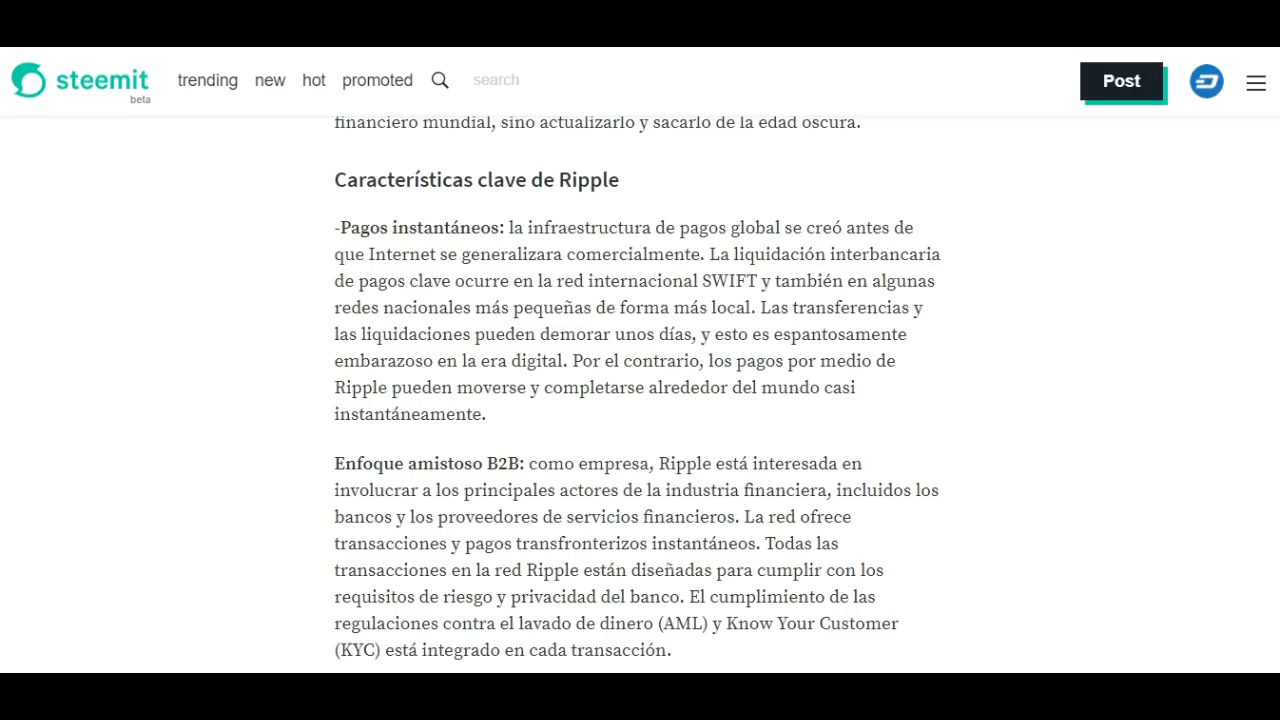 steemit
beta
trending new hot promoted search
Post
financiero mundial, sino actualizarlo y sacarlo de la edad oscura.
Características clave de Ripple
-Pagos instantáneos: la infraestructura de pagos global se creó antes de
que Internet se generalizara comercialmente. La liquidación interbancaria
de pagos clave ocurre en la red internacional SWIFT y también en algunas
redes nacionales más pequeñas de forma más local. Las transferencias y
las liquidaciones pueden demorar unos días, y esto es espantosamente
embarazoso en la era digital. Por el contrario, los pagos por medio de
Ripple pueden moverse y completarse alrededor del mundo casi
instantáneamente.
Enfoque amistoso B2B: como empresa, Ripple está interesada en
involucrar a los principales actores de la industria financiera, incluidos los
bancos y los proveedores de servicios financieros. La red ofrece
transacciones y pagos transfronterizos instantáneos. Todas las
transacciones en la red Ripple están diseñadas para cumplir con los
requisitos de riesgo y privacidad del banco. El cumplimiento de las
regulaciones contra el lavado de dinero (AML) y Know Your Customer
(KYC) está integrado en cada transacción.